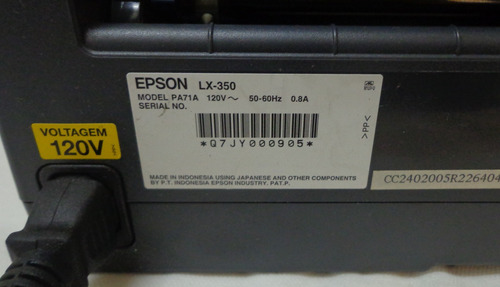 EPSON LX-350
MODEL PA71A 120V~ 50-60Hz 0.8A
SERIAL NO.
*Q7JY000905*
>PP<
MADE IN INDONESIA USING JAPANESE AND OTHER COMPONENTS
BY P.T. INDONESIA EPSON INDUSTRY, PAT.P.
VOLTAGEM
120V
CC2402005R226404